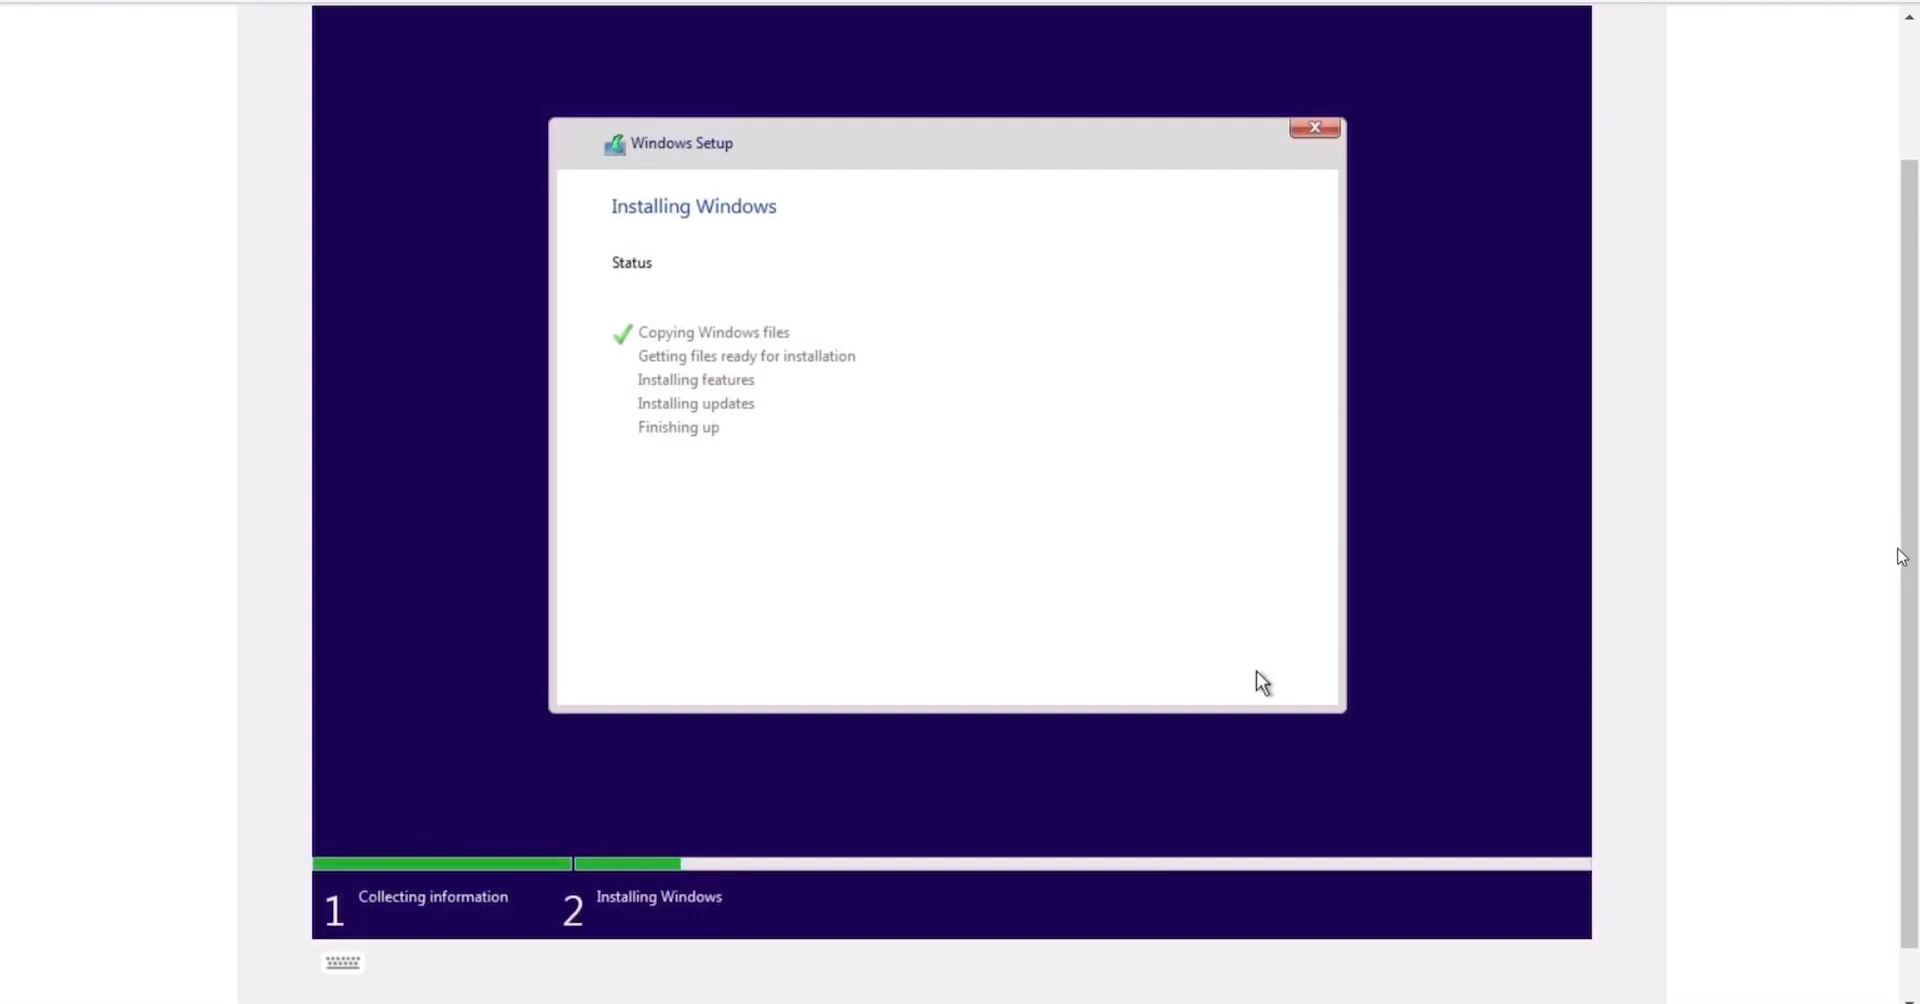 Windows Setup
Installing Windows
Status
Copying Windows files
Getting files ready for installation
Installing features
Installing updates
Finishing up
1 Collecting information
2 Installing Windows